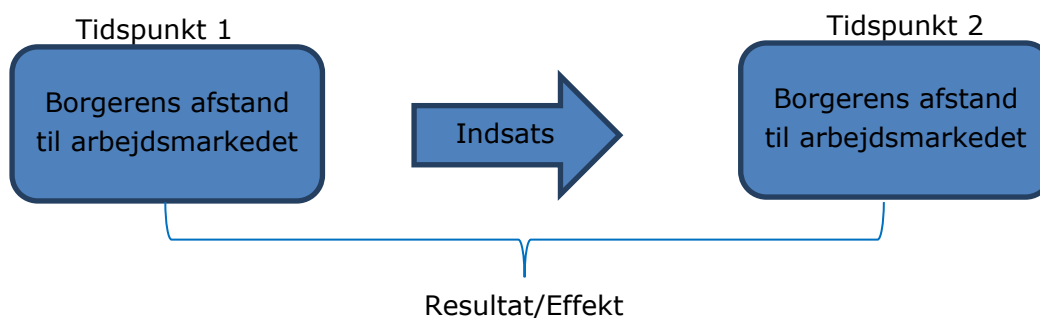 Tidspunkt 1
Borgerens afstand
til arbejdsmarkedet
Indsats
Tidspunkt 2
Borgerens afstand
til arbejdsmarkedet
Resultat/Effekt